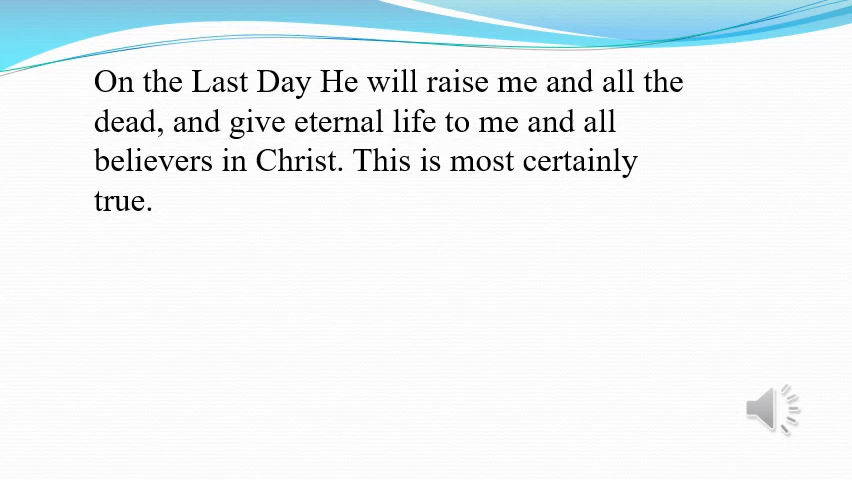 On the Last Day He will raise me and all the
dead, and give eternal life to me and all
believers in Christ. This is most certainly
true.